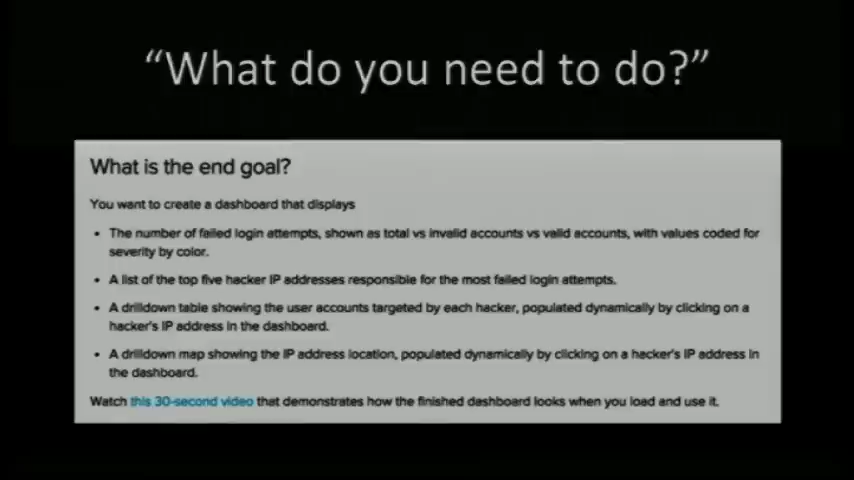 “What do you need to do?”
What is the end goal?
You want to create a dashboard that displays
• The number of failed login attempts, shown as total vs invalid accounts vs valid accounts, with values coded for
severity by color.
• A list of the top five hacker IP addresses responsible for the most failed login attempts.
• A drilldown table showing the user accounts targeted by each hacker, populated dynamically by clicking on a
hacker's IP address in the dashboard.
• A drilldown map showing the IP address location, populated dynamically by clicking on a hacker's IP address in
the dashboard.
Watch this 30-second video that demonstrates how the finished dashboard looks when you load and use it.